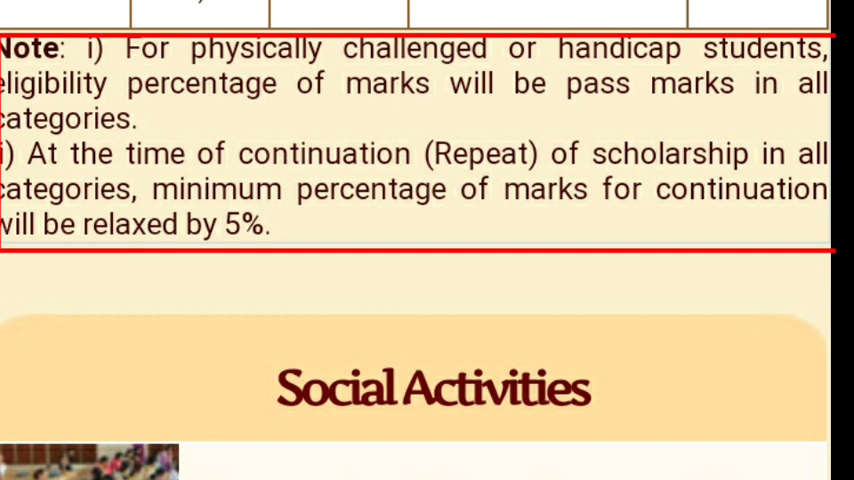 Note: i) For physically challenged or handicap students,
eligibility percentage of marks will be pass marks in all
categories.
i) At the time of continuation (Repeat) of scholarship in all
categories, minimum percentage of marks for continuation
will be relaxed by 5%.
Social Activities